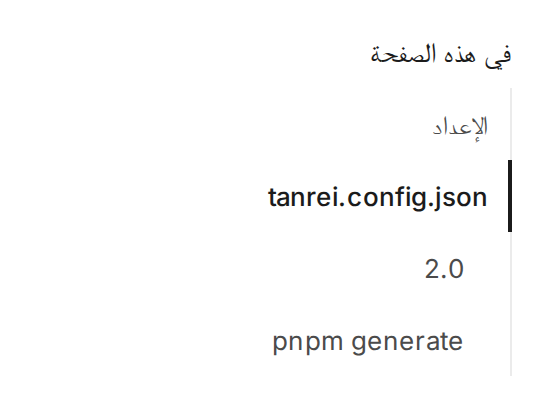 في هذه الصفحة
الإعداد
tanrei.config.json
2.0
pnpm generate